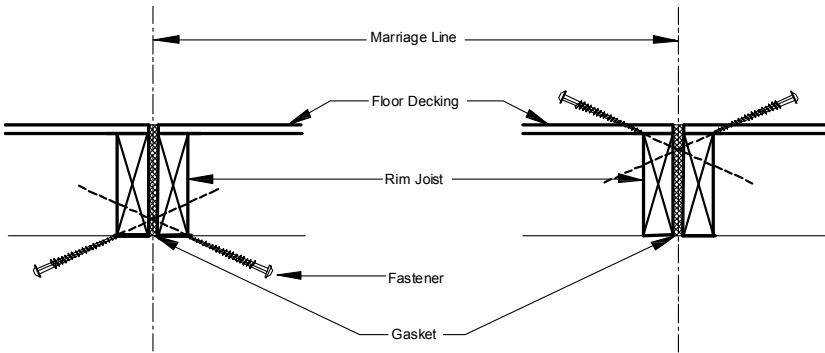 Marriage Line
Floor Decking
Rim Joist
Fastener
Gasket